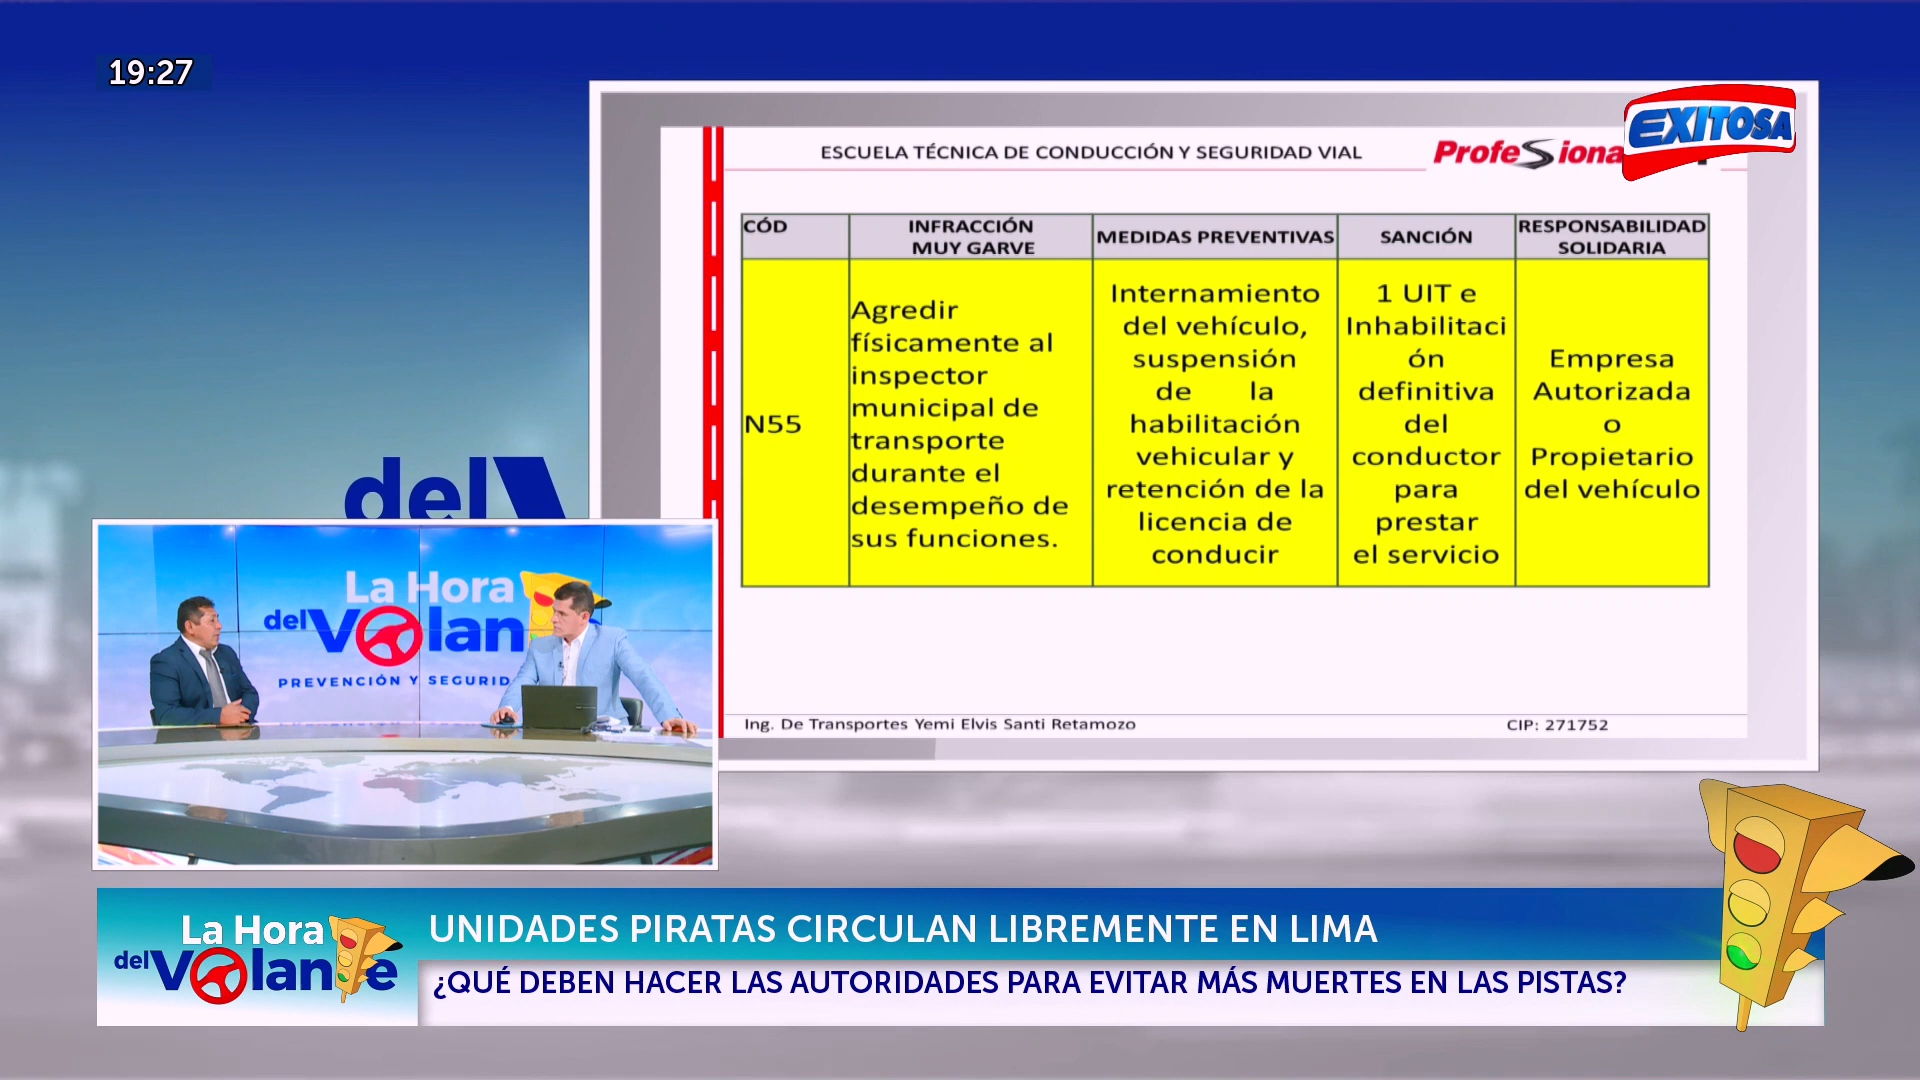 19:27
EXITOSA
ESCUELA TÉCNICA DE CONDUCCIÓN Y SEGURIDAD VIAL
CÓD
INFRACCIÓN
MUY GARVE
MEDIDAS PREVENTIVAS
SANCIÓN
RESPONSABILIDAD
SOLIDARIA
N55
Agredir
físicamente al
inspector
municipal de
transporte
durante el
desempeño de
sus funciones.
Internamiento
del vehículo,
suspensión
de la
habilitación
vehicular y
retención de la
licencia de
conducir
1 UIT e
Inhabilitaci
ón
definitiva
del
conductor
para
prestar
el servicio
Empresa
Autorizada
o
Propietario
del vehículo
Ing. De Transportes Yemi Elvis Santi Retamozo
CIP: 271752
del
La Hora
del Volan
PREVENCIÓN Y SEGURID
La Hora
del Volante
UNIDADES PIRATAS CIRCULAN LIBREMENTE EN LIMA
¿QUÉ DEBEN HACER LAS AUTORIDADES PARA EVITAR MÁS MUERTES EN LAS PISTAS?